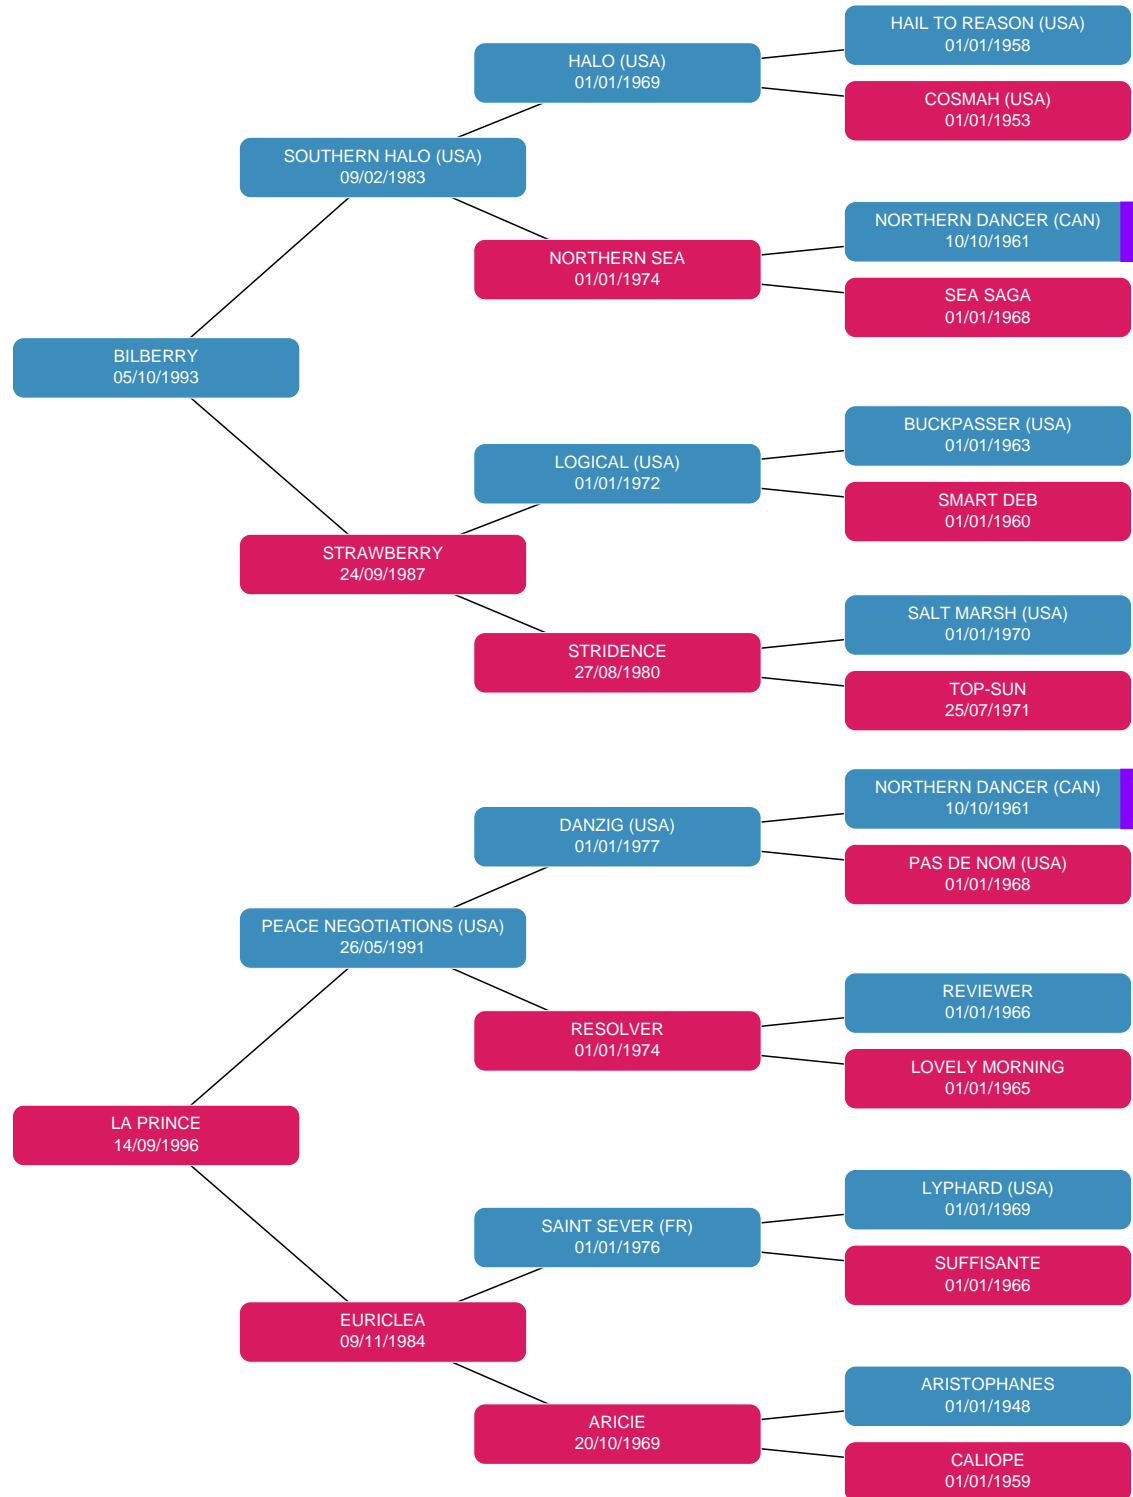 HAIL TO REASON (USA)
01/01/1958
HALO (USA)
01/01/1969
COSMAH (USA)
01/01/1953
SOUTHERN HALO (USA)
09/02/1983
NORTHERN DANCER (CAN)
10/10/1961
NORTHERN SEA
01/01/1974
SEA SAGA
01/01/1968
BILBERRY
05/10/1993
BUCKPASSER (USA)
01/01/1963
LOGICAL (USA)
01/01/1972
SMART DEB
01/01/1960
STRAWBERRY
24/09/1987
SALT MARSH (USA)
01/01/1970
STRIDENCE
27/08/1980
TOP-SUN
25/07/1971
NORTHERN DANCER (CAN)
10/10/1961
DANZIG (USA)
01/01/1977
PAS DE NOM (USA)
01/01/1968
PEACE NEGOTIATIONS (USA)
26/05/1991
REVIEWER
01/01/1966
RESOLVER
01/01/1974
LOVELY MORNING
01/01/1965
LA PRINCE
14/09/1996
LYPHARD (USA)
01/01/1969
SAINT SEVER (FR)
01/01/1976
SUFFISANTE
01/01/1966
EURICLEA
09/11/1984
ARISTOPHANES
01/01/1948
ARICIE
20/10/1969
CALIOPE
01/01/1959